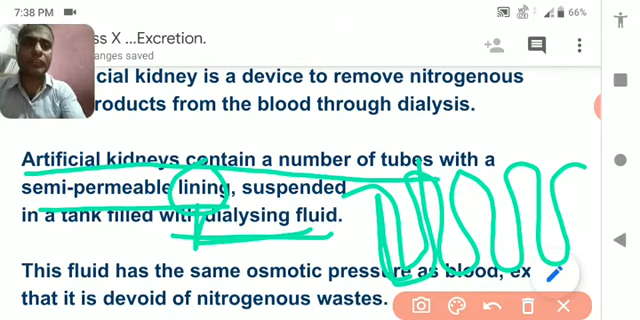 7:38 PM
66%
ss X ...Excretion.
anges saved
cial kidney is a device to remove nitrogenous
roducts from the blood through dialysis.
Artificial kidneys contain a number of tubes with a
semi-permeable lining, suspended
in a tank filled with dialysing fluid.
This fluid has the same osmotic pressure as blood, ex
that it is devoid of nitrogenous wastes.